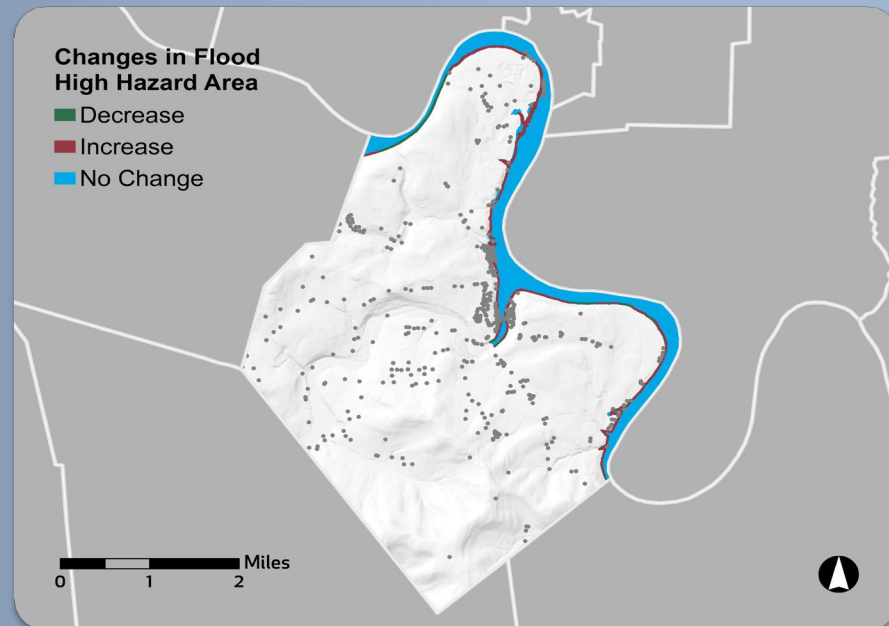 Changes in Flood
High Hazard Area
Decrease
Increase
No Change
Miles
0 1 2